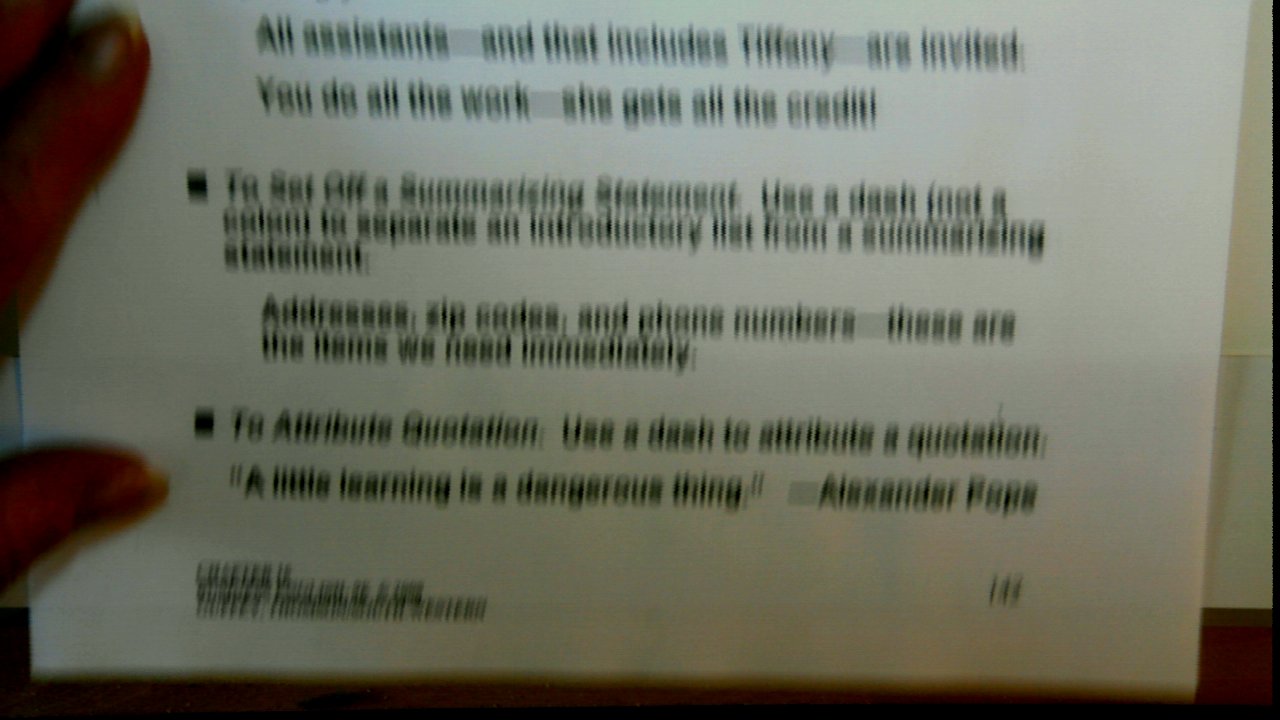 All assistants—and that includes Tiffany—are invited.
You do all the work—she gets all the credit!
■ To Set Off a Summarizing Statement. Use a dash (not a
colon) to separate an introductory list from a summarizing
statement:
Addresses, zip codes, and phone numbers—these are
the items we need immediately.
■ To Attribute Quotation. Use a dash to attribute a quotation:
"A little learning is a dangerous thing." —Alexander Pope
CHAPTER
WESTERN